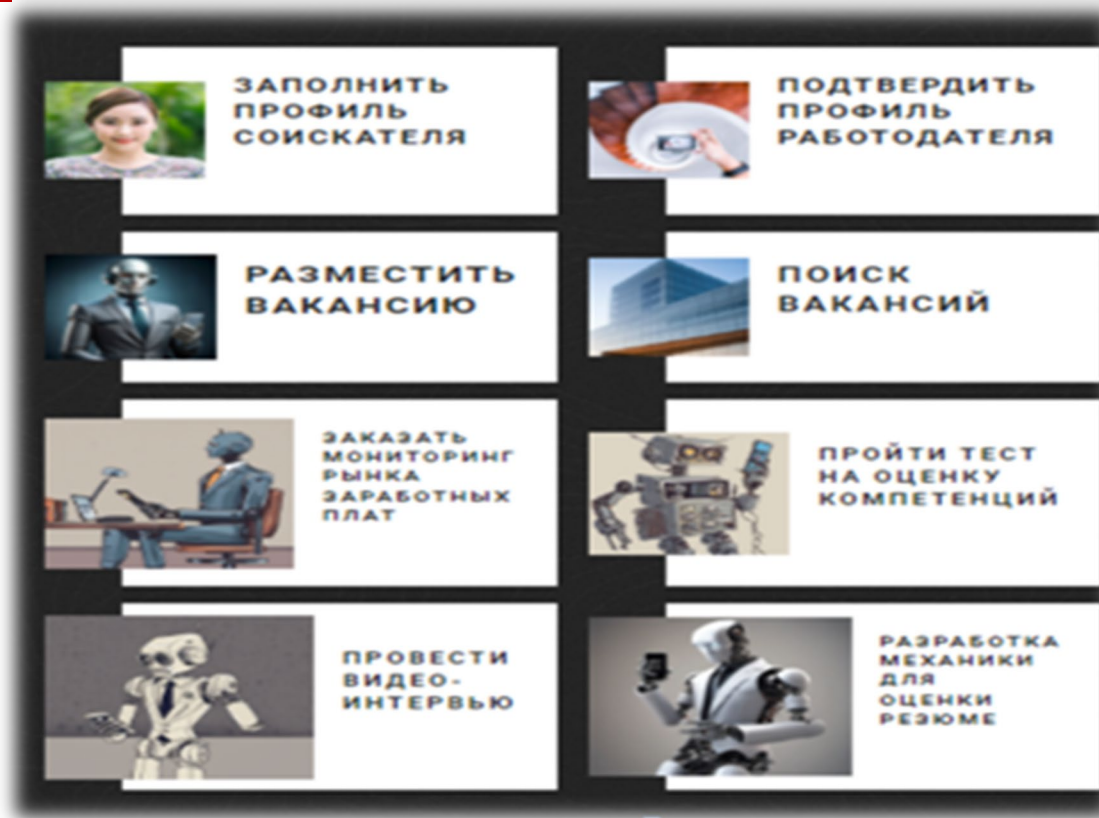 ЗАПОЛНИТЬ
ПРОФИЛЬ
СОИСКАТЕЛЯ
ПОДТВЕРДИТЬ
ПРОФИЛЬ
РАБОТОДАТЕЛЯ
РАЗМЕСТИТЬ
ВАКАНСИЮ
ПОИСК
ВАКАНСИЙ
ЗАКАЗАТЬ
МОНИТОРИНГ
РЫНКА
ЗАРАБОТНЫХ
ПЛАТ
ПРОЙТИ ТЕСТ
НА ОЦЕНКУ
КОМПЕТЕНЦИЙ
ПРОВЕСТИ
ВИДЕО-
ИНТЕРВЬЮ
РАЗРАБОТКА
МЕХАНИКИ
ДЛЯ
ОЦЕНКИ
РЕЗЮМЕ